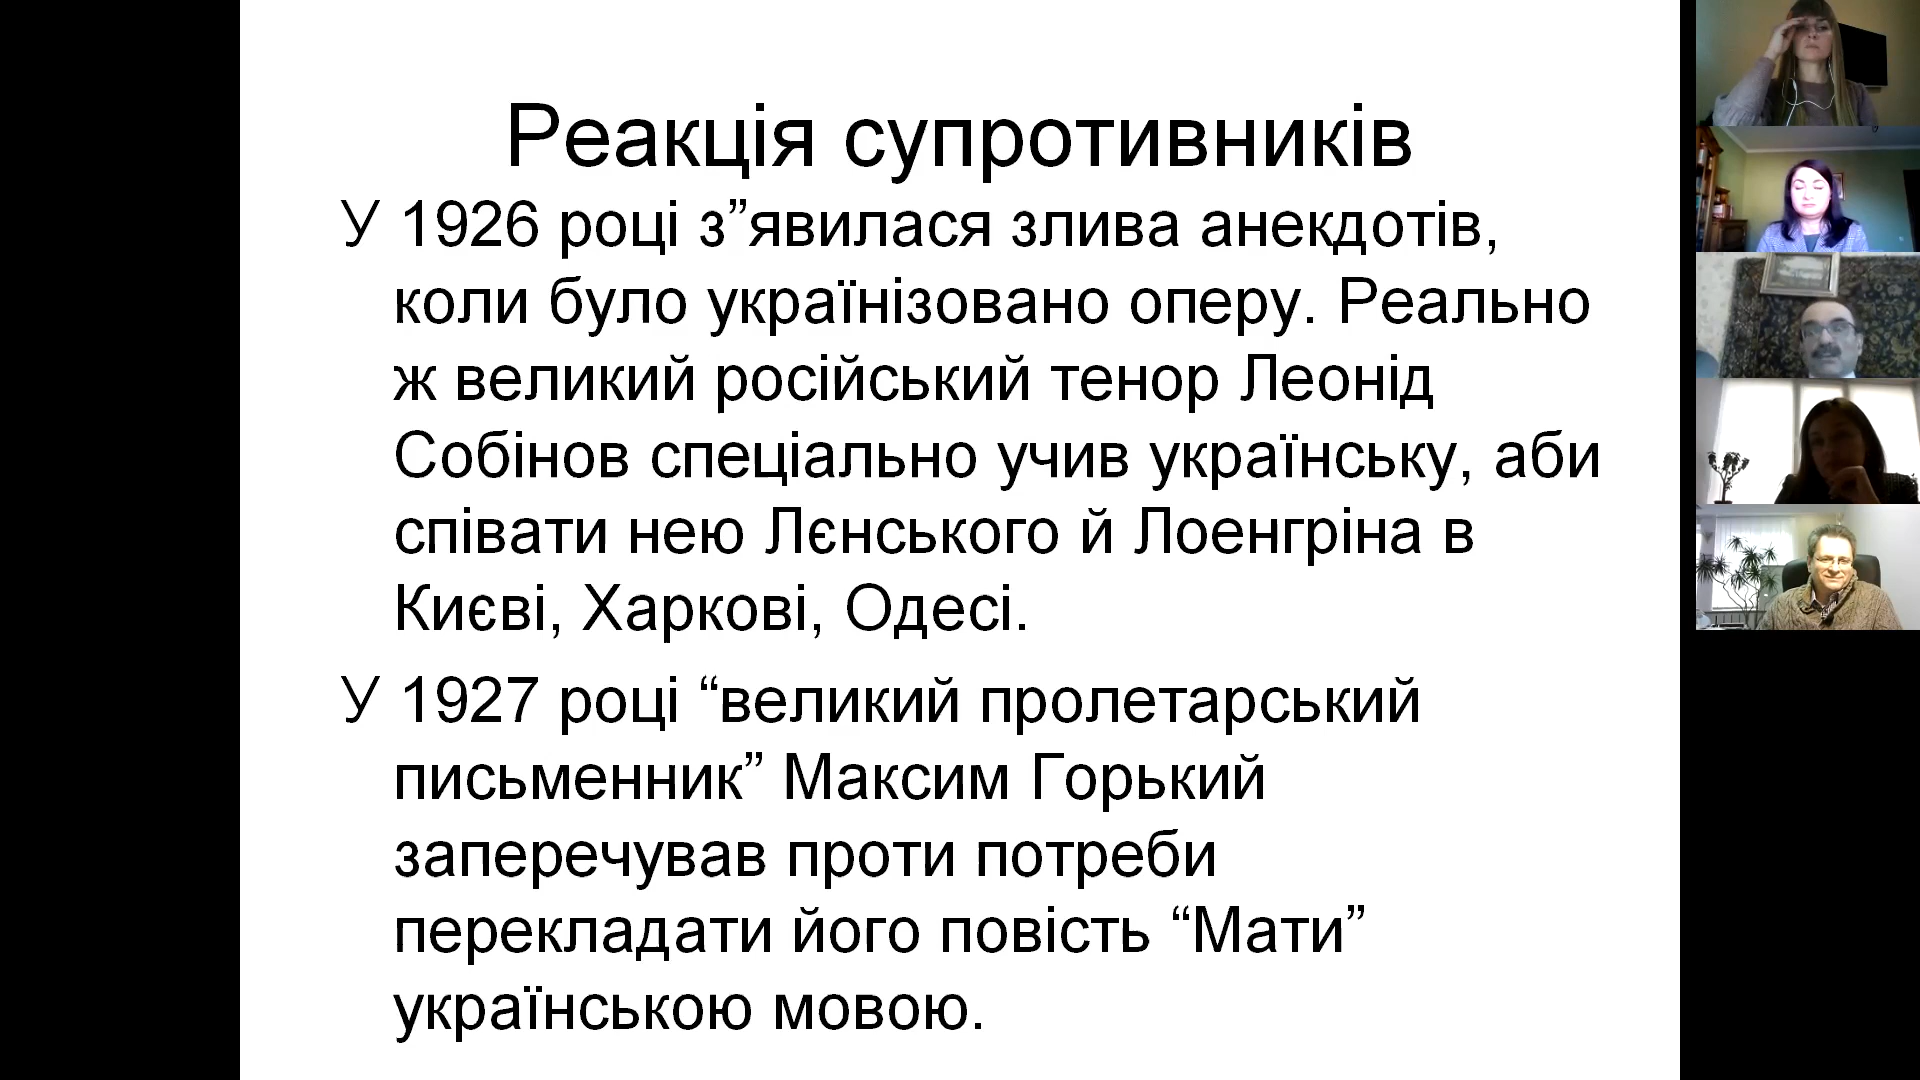 Реакція супротивників
У 1926 році з”явилася злива анекдотів,
коли було українізовано оперу. Реально
ж великий російський тенор Леонід
Собінов спеціально учив українську, аби
співати нею Лєнського й Лоенгріна в
Києві, Харкові, Одесі.
У 1927 році “великий пролетарський
письменник” Максим Горький
заперечував проти потреби
перекладати його повість “Мати”
українською мовою.